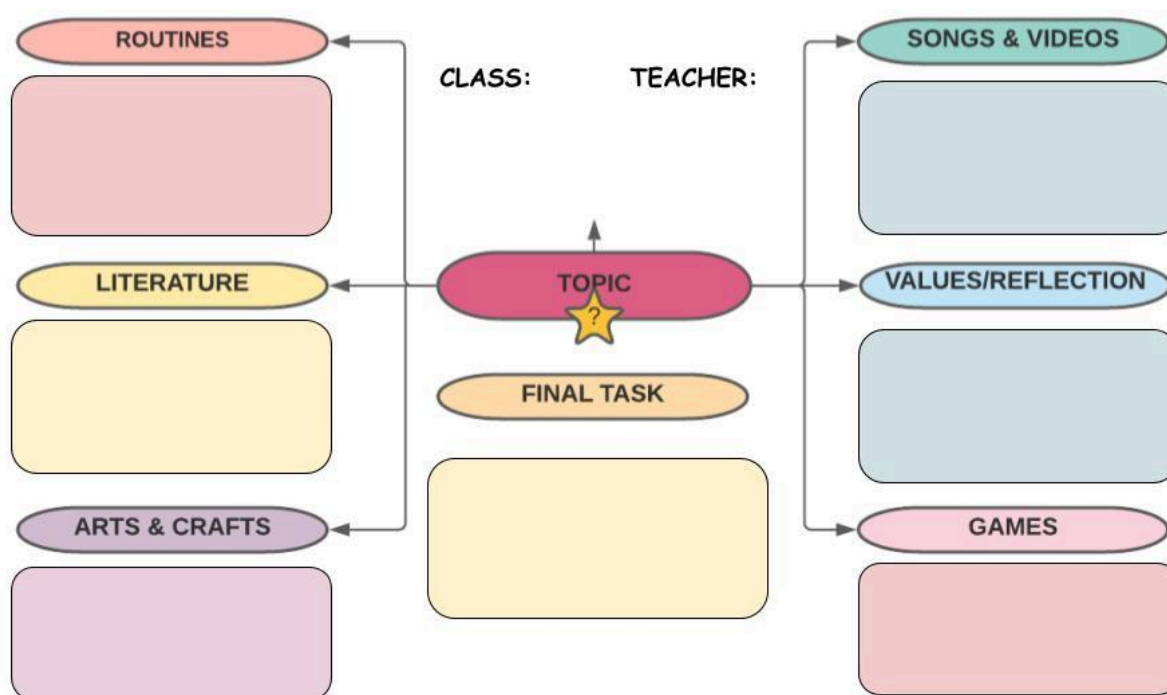 ROUTINES
SONGS & VIDEOS
CLASS: TEACHER:
LITERATURE
TOPIC
?
VALUES/REFLECTION
FINAL TASK
ARTS & CRAFTS
GAMES